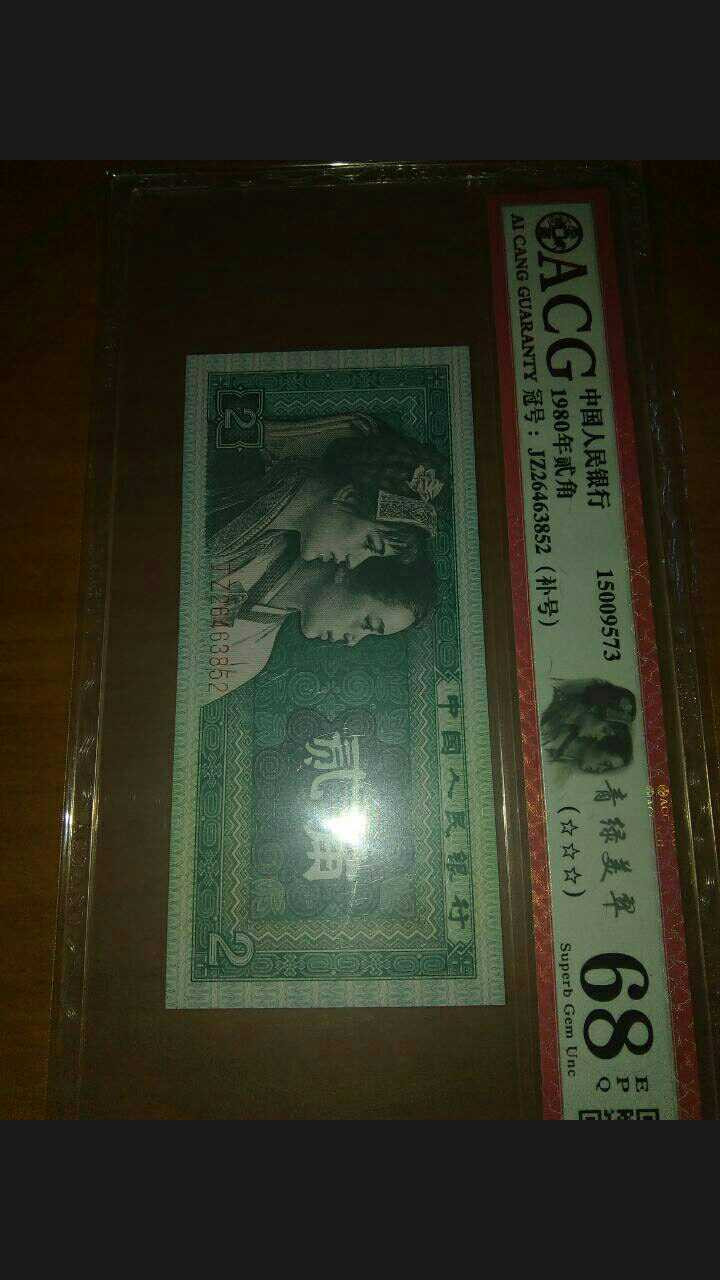 ACG
AI CANG GUARANTY
中国人民银行
1980年贰角
冠号：JZ26463852（补号）
15009573
青绿美翠
（☆☆☆）
68
EPQ
Superb Gem Unc
中国人民银行
2
JZ26463852
贰角
2